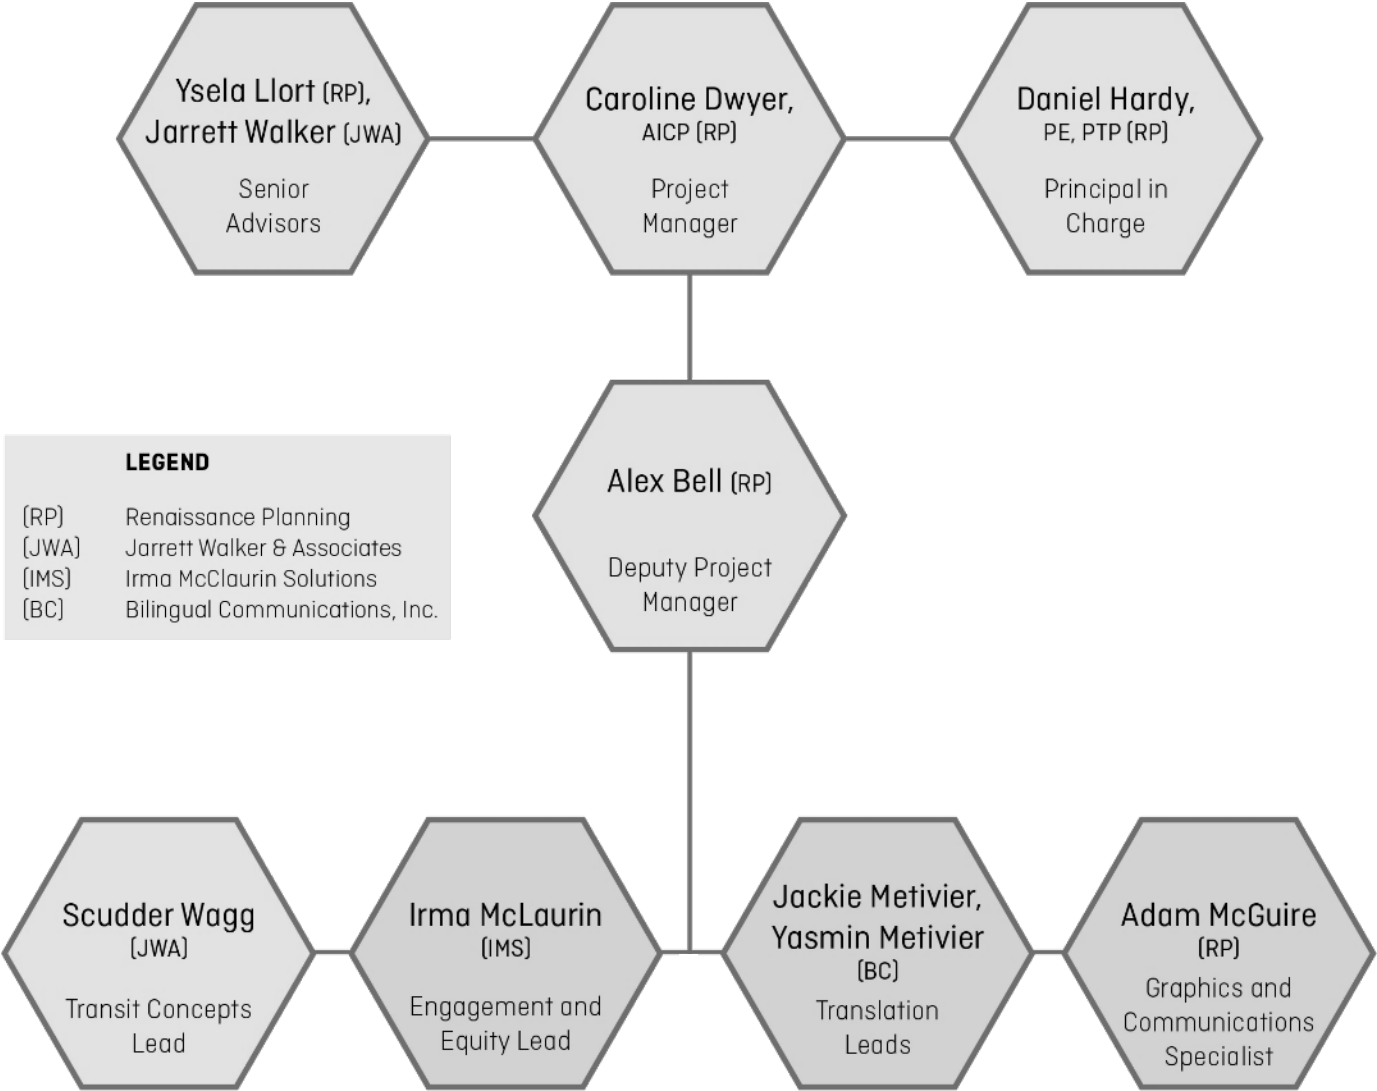 Ysela Llort (RP),
Jarrett Walker (JWA)
Senior
Advisors
Caroline Dwyer,
AICP (RP)
Project
Manager
Daniel Hardy,
PE, PTP (RP)
Principal in
Charge
Alex Bell (RP)
Deputy Project
Manager
LEGEND
(RP) Renaissance Planning
(JWA) Jarrett Walker & Associates
(IMS) Irma McClaurin Solutions
(BC) Bilingual Communications, Inc.
Scudder Wagg
(JWA)
Transit Concepts
Lead
Irma McLaurin
(IMS)
Engagement and
Equity Lead
Jackie Metivier,
Yasmin Metivier
(BC)
Translation
Leads
Adam McGuire
(RP)
Graphics and
Communications
Specialist